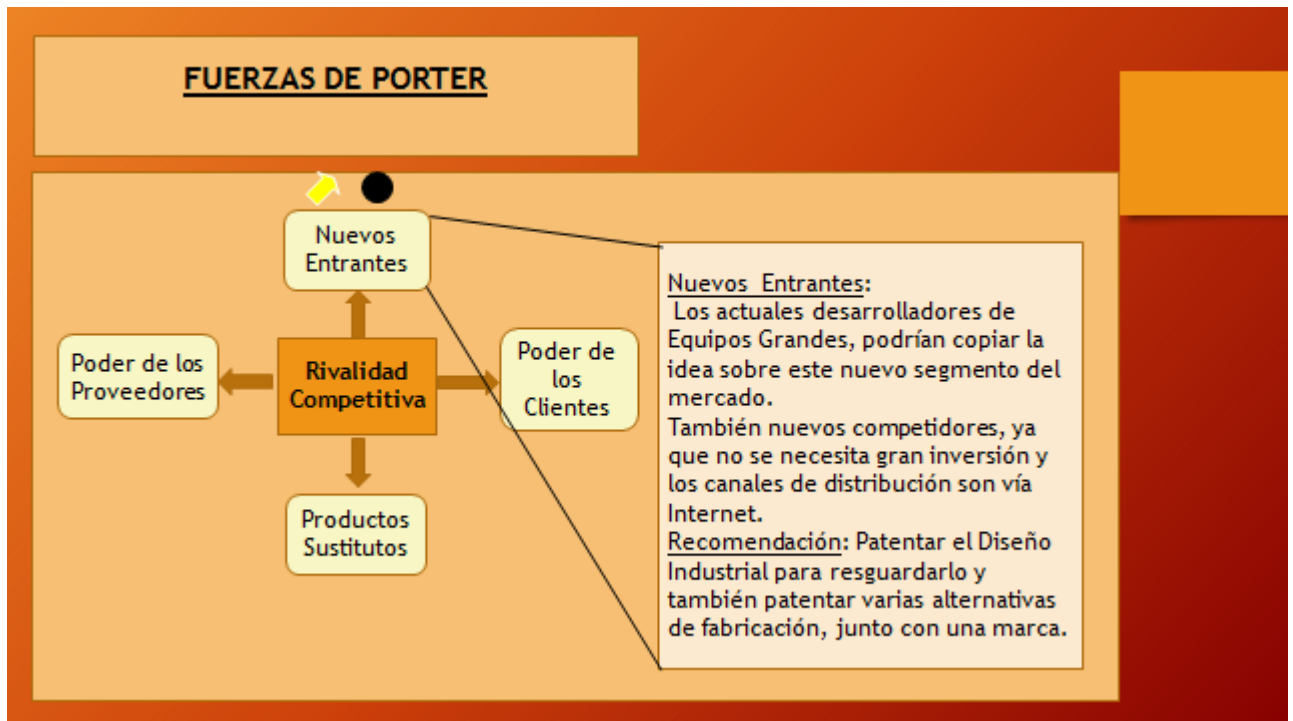 FUERZAS DE PORTER
Nuevos
Entrantes
Poder de los
Proveedores
Rivalidad
Competitiva
Poder de
los
Clientes
Productos
Sustitutos
Nuevos Entrantes:
Los actuales desarrolladores de
Equipos Grandes, podrían copiar la
idea sobre este nuevo segmento del
mercado.
También nuevos competidores, ya
que no se necesita gran inversión y
los canales de distribución son vía
Internet.
Recomendación: Patentar el Diseño
Industrial para resguardarlo y
también patentar varias alternativas
de fabricación, junto con una marca.